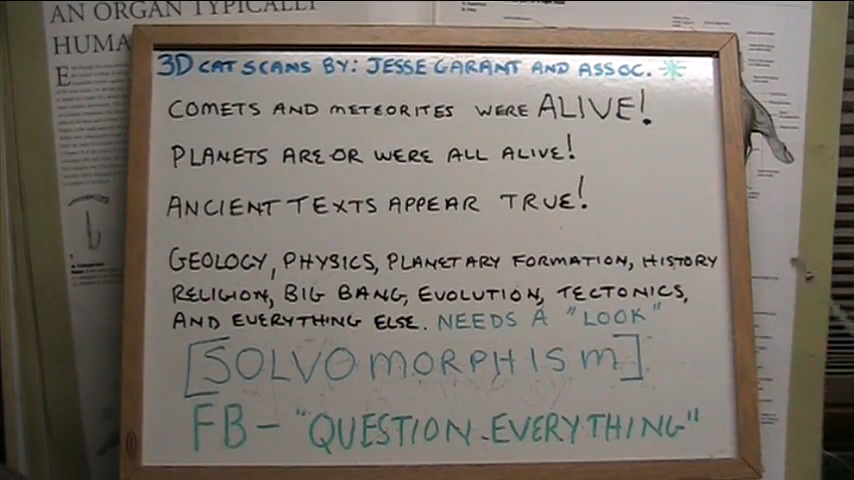 AN ORGAN TYPICALLY
HUMA
3D CAT SCANS BY: JESSE GARANT AND ASSOC.
COMETS AND METEORITES WERE ALIVE!
PLANETS ARE OR WERE ALL ALIVE!
ANCIENT TEXTS APPEAR TRUE!
GEOLOGY, PHYSICS, PLANETARY FORMATION, HISTORY
RELIGION, BIG BANG, EVOLUTION, TECTONICS,
AND EVERYTHING ELSE. NEEDS A "LOOK"
[SOLVOMORPHISM]
FB- "QUESTION-EVERYTHING"